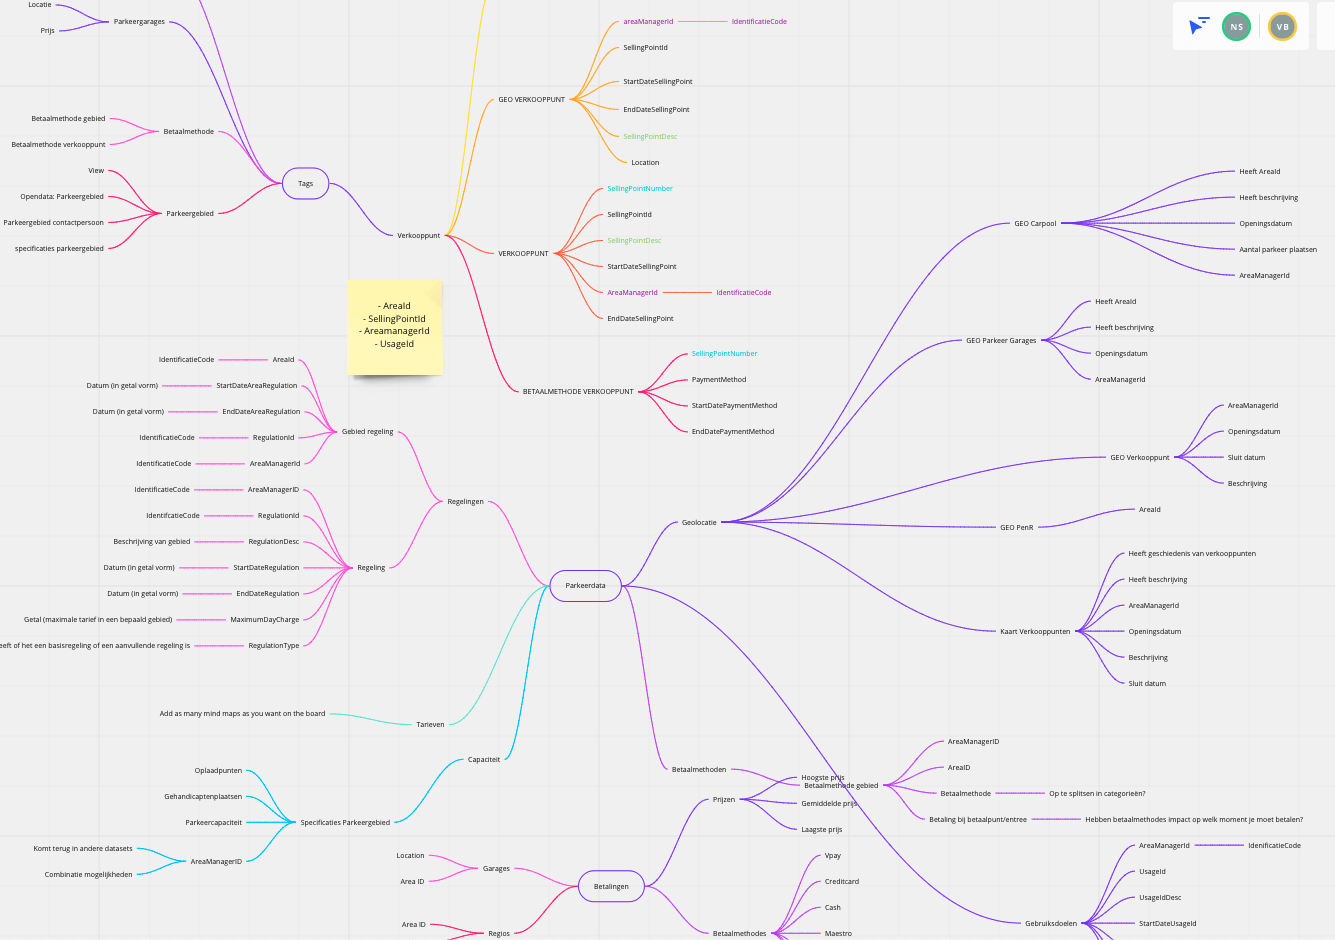 Locatie
Prijs
Parkeergarages
Betaalmethode gebied
Betaalmethode verkooppunt
Betaalmethode
View
Opendata: Parkeergebied
Parkeergebied contactpersoon
specificaties parkeergebied
Parkeergebied
Tags
Verkooppunt
GEO VERKOOPPUNT
areaManagerId
IdentificatieCode
SellingPointId
StartDateSellingPoint
EndDateSellingPoint
SellingPointDesc
Location
VERKOOPPUNT
SellingPointNumber
SellingPointId
SellingPointDesc
StartDateSellingPoint
AreaManagerId
IdentificatieCode
EndDateSellingPoint
BETAALMETHODE VERKOOPPUNT
SellingPointNumber
PaymentMethod
StartDatePaymentMethod
EndDatePaymentMethod
NS
VB
- AreaId
- SellingPointId
- AreamanagerId
- UsageId
IdentificatieCode
AreaId
Datum (in getal vorm)
StartDateAreaRegulation
Datum (in getal vorm)
EndDateAreaRegulation
IdentificatieCode
RegulationId
IdentificatieCode
AreaManagerId
Gebied regeling
IdentificatieCode
AreaManagerID
IdentifcatieCode
RegulationId
Beschrijving van gebied
RegulationDesc
Datum (in getal vorm)
StartDateRegulation
Datum (in getal vorm)
EndDateRegulation
Getal (maximale tarief in een bepaald gebied)
MaximumDayCharge
eeft of het een basisregeling of een aanvullende regeling is
RegulationType
Regeling
Regelingen
Parkeerdata
Add as many mind maps as you want on the board
Tarieven
Capaciteit
Oplaadpunten
Gehandicaptenplaatsen
Parkeercapaciteit
Komt terug in andere datasets
Combinatie mogelijkheden
AreaManagerID
Specificaties Parkeergebied
Geolocatie
GEO Carpool
Heeft AreaId
Heeft beschrijving
Openingsdatum
Aantal parkeer plaatsen
AreaManagerId
GEO Parkeer Garages
Heeft AreaId
Heeft beschrijving
Openingsdatum
AreaManagerId
GEO Verkooppunt
AreaManagerId
Openingsdatum
Sluit datum
Beschrijving
GEO PenR
AreaId
Kaart Verkooppunten
Heeft geschiedenis van verkooppunten
Heeft beschrijving
AreaManagerId
Openingsdatum
Beschrijving
Sluit datum
Betaalmethoden
Betaalmethode gebied
AreaManagerID
AreaID
Betaalmethode
Op te splitsen in categorieën?
Betaling bij betaalpunt/entree
Hebben betaalmethodes impact op welk moment je moet betalen?
Gebruiksdoelen
AreaManagerId
IdenificatieCode
UsageId
UsageIdDesc
StartDateUsageId
Betalingen
Location
Area ID
Garages
Area ID
Regios
Prijzen
Hoogste prijs
Gemiddelde prijs
Laagste prijs
Betaalmethodes
Vpay
Creditcard
Cash
Maestro